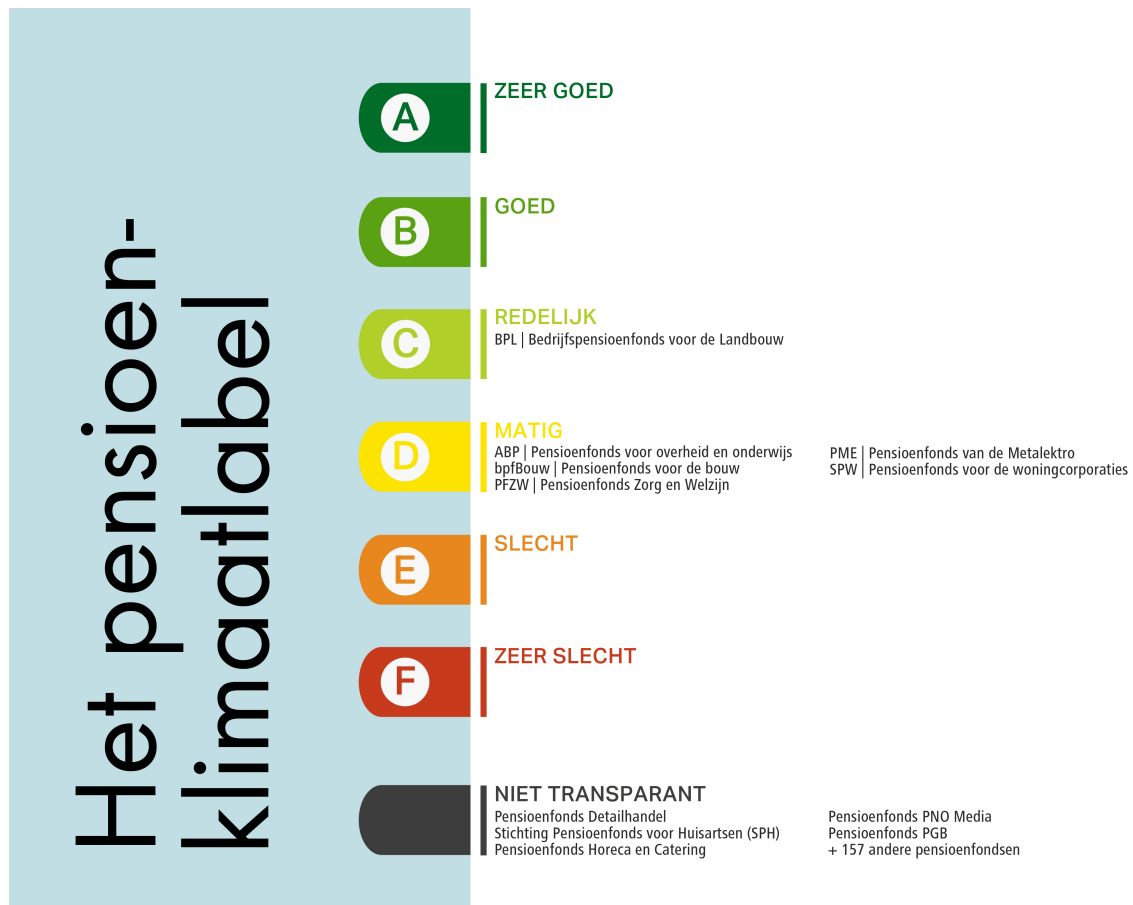 Het pensioen-
klimaatlabel
A
ZEER GOED
B
GOED
C
REDELIJK
BPL | Bedrijfspensioenfonds voor de Landbouw
D
MATIG
ABP | Pensioenfonds voor overheid en onderwijs
bpfBouw | Pensioenfonds voor de bouw
PFZW | Pensioenfonds Zorg en Welzijn
PME | Pensioenfonds van de Metalektro
SPW | Pensioenfonds voor de woningcorporaties
E
SLECHT
F
ZEER SLECHT
NIET TRANSPARANT
Pensioenfonds Detailhandel
Stichting Pensioenfonds voor Huisartsen (SPH)
Pensioenfonds Horeca en Catering
Pensioenfonds PNO Media
Pensioenfonds PGB
+ 157 andere pensioenfondsen